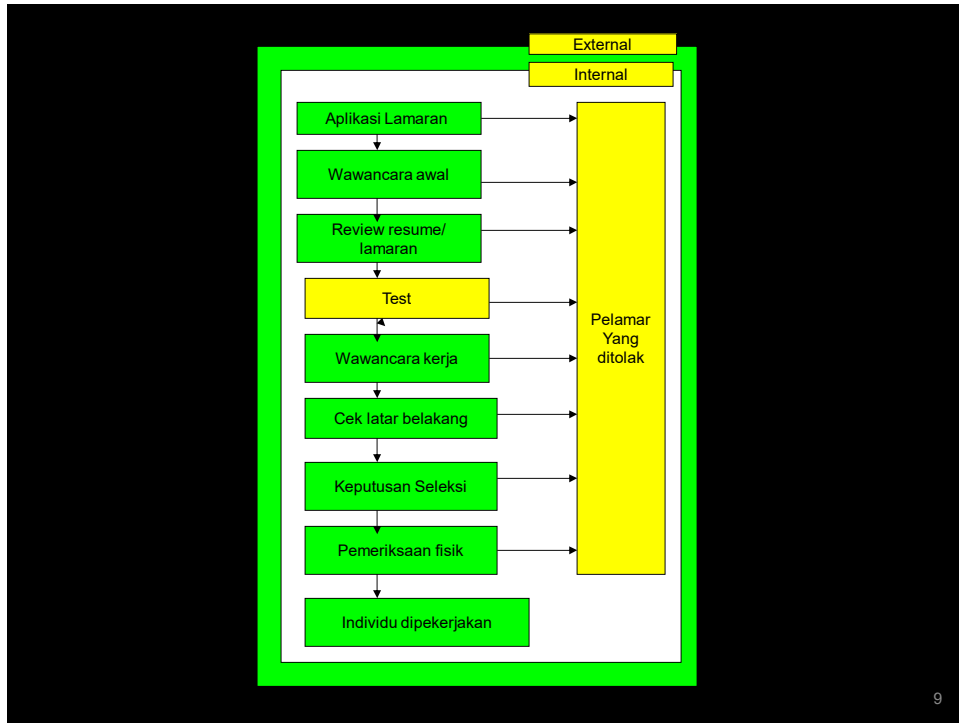 External
Internal
Aplikasi Lamaran
Wawancara awal
Review resume/
lamaran
Test
Wawancara kerja
Cek latar belakang
Keputusan Seleksi
Pemeriksaan fisik
Individu dipekerjakan
Pelamar
Yang
ditolak
9